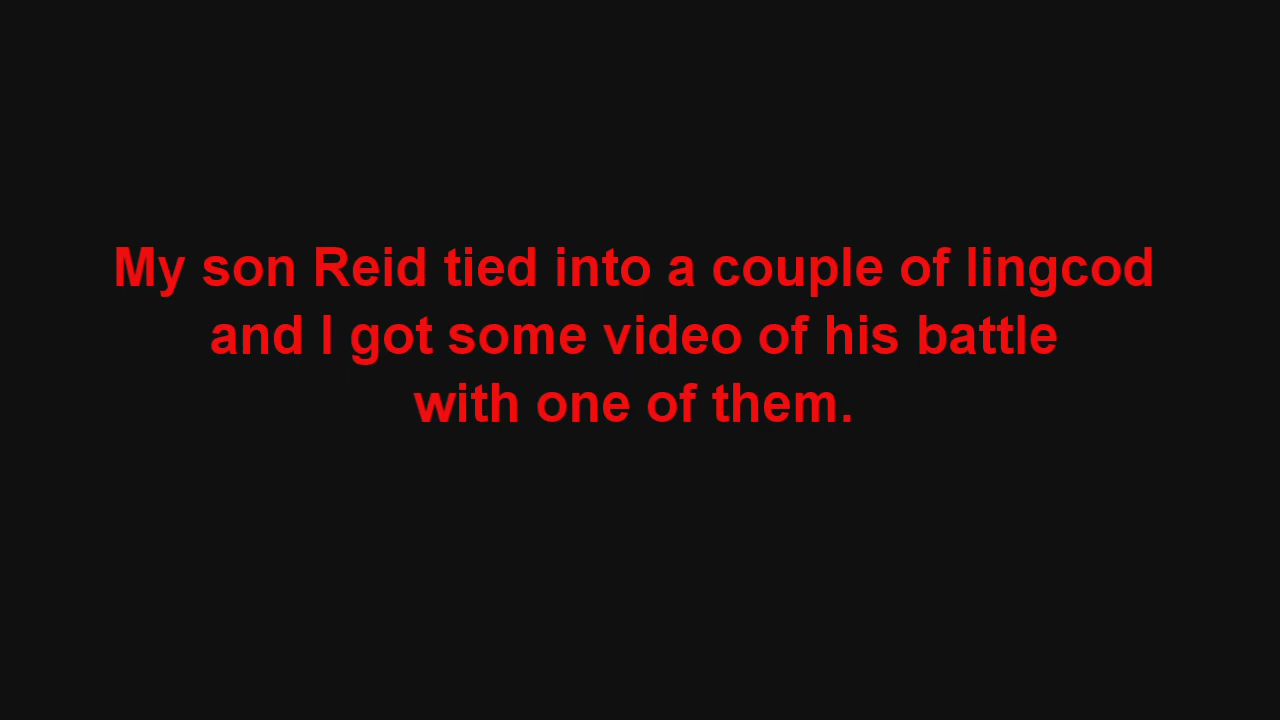 My son Reid tied into a couple of lingcod
and I got some video of his battle
with one of them.